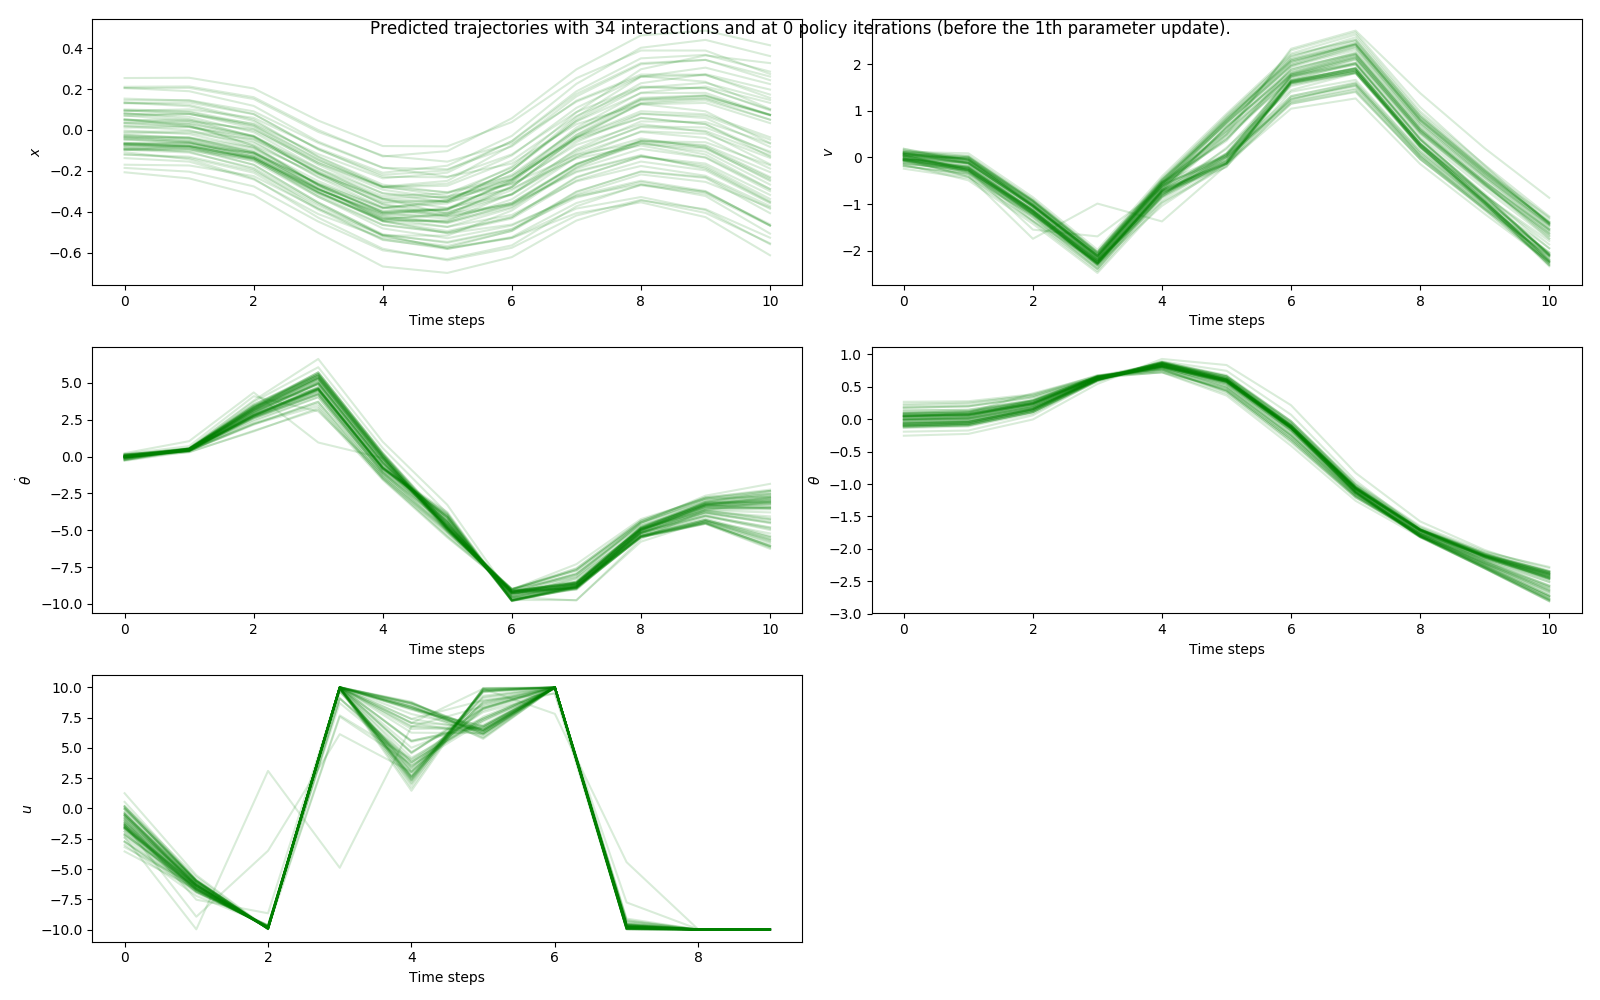 Predicted trajectories with 34 interactions and at 0 policy iterations (before the 1th parameter update).
0.4
0.2
0.0
−0.2
−0.4
−0.6
x
0 2 4 6 8 10
Time steps
2
1
0
−1
−2
v
0 2 4 6 8 10
Time steps
5.0
2.5
0.0
−2.5
−5.0
−7.5
−10.0
θ̇
0 2 4 6 8 10
Time steps
1.0
0.5
0.0
−0.5
−1.0
−1.5
−2.0
−2.5
−3.0
θ
0 2 4 6 8 10
Time steps
10.0
7.5
5.0
2.5
0.0
−2.5
−5.0
−7.5
−10.0
u
0 2 4 6 8
Time steps